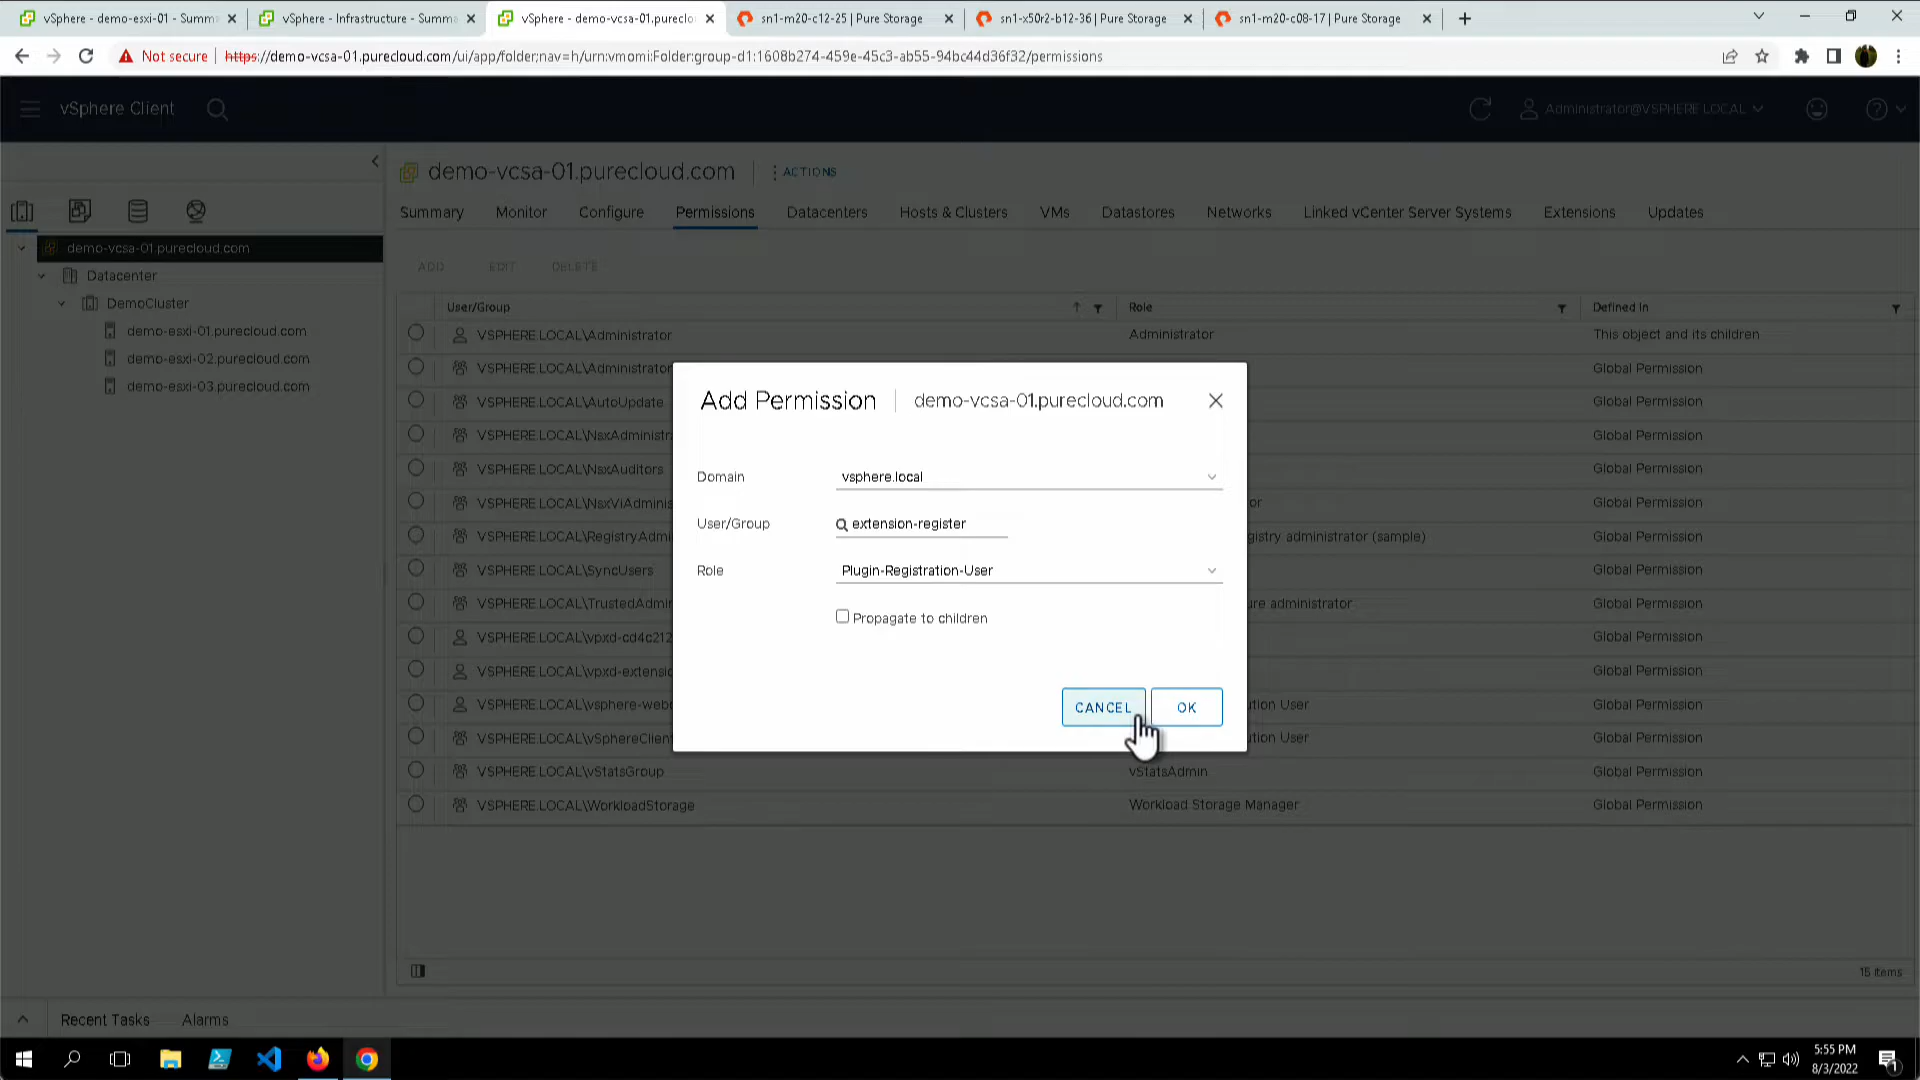 vSphere - demo-esxi-01 - Summ
vSphere - Infrastructure - Summ
vSphere - demo-vcsa-01.pureclo
sn1-m20-c12-25 | Pure Storage
sn1-x50r2-b12-36 | Pure Storage
sn1-m20-c08-17 | Pure Storage
Not secure
https://demo-vcsa-01.purecloud.com/ui/app/folder;nav=h/urn:vmomi:Folder:group-d1:1608b274-459e-45c3-ab55-94bc44d36f32/permissions
vSphere Client
Administrator@VSPHERE.LOCAL
demo-vcsa-01.purecloud.com
ACTIONS
Summary Monitor Configure Permissions Datacenters Hosts & Clusters VMs Datastores Networks Linked vCenter Server Systems Extensions Updates
demo-vcsa-01.purecloud.com
Datacenter
DemoCluster
demo-esxi-01.purecloud.com
demo-esxi-02.purecloud.com
demo-esxi-03.purecloud.com
ADD EDIT DELETE
User/Group Role Defined In
VSPHERE.LOCAL\Administrator Administrator This object and its children
VSPHERE.LOCAL\Administrator Global Permission
VSPHERE.LOCAL\AutoUpdate Global Permission
VSPHERE.LOCAL\NsxAdministra Global Permission
VSPHERE.LOCAL\NsxAuditors Global Permission
VSPHERE.LOCAL\NsxViAdminis or Global Permission
VSPHERE.LOCAL\RegistryAdmi gistry administrator (sample) Global Permission
VSPHERE.LOCAL\SyncUsers Global Permission
VSPHERE.LOCAL\TrustedAdmin ure administrator Global Permission
VSPHERE.LOCAL\vpxd-cd4c212 Global Permission
VSPHERE.LOCAL\vpxd-extensio Global Permission
VSPHERE.LOCAL\vsphere-web ution User Global Permission
VSPHERE.LOCAL\vSphereClient ution User Global Permission
VSPHERE.LOCAL\vStatsGroup vStatsAdmin Global Permission
VSPHERE.LOCAL\WorkloadStorage Workload Storage Manager Global Permission
15 items
Add Permission demo-vcsa-01.purecloud.com
Domain vsphere.local
User/Group extension-register
Role Plugin-Registration-User
Propagate to children
CANCEL OK
Recent Tasks Alarms
5:55 PM
8/3/2022
1